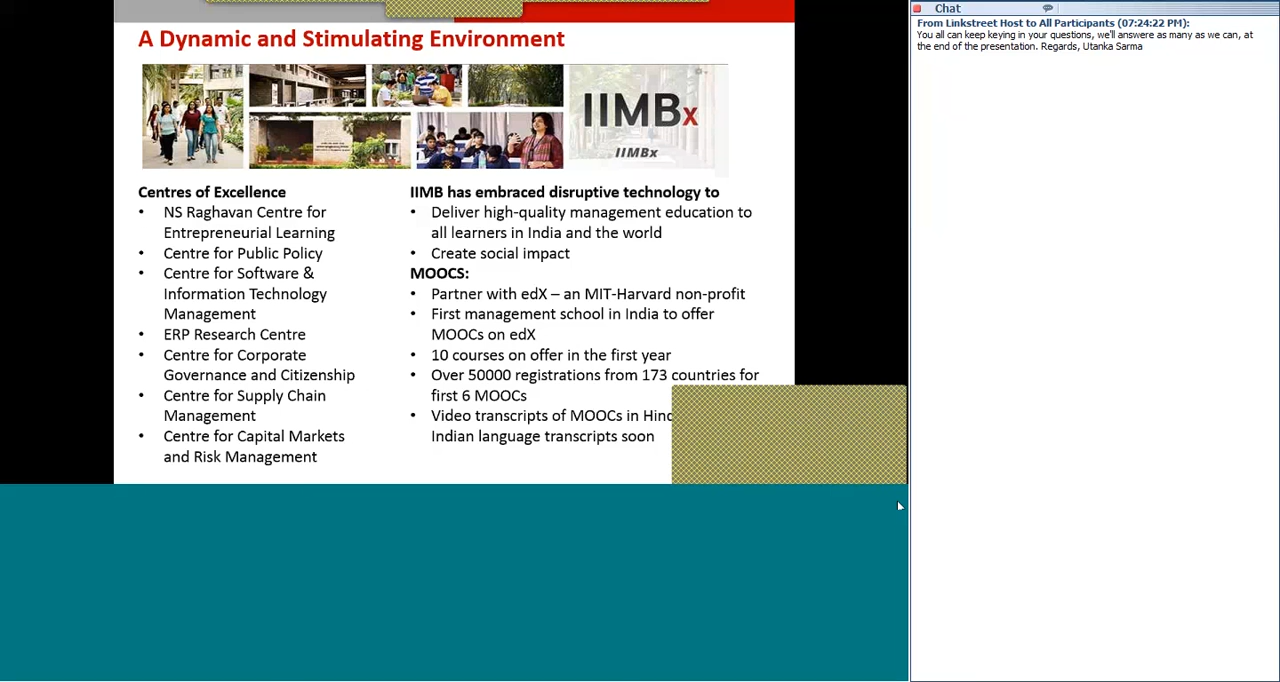 A Dynamic and Stimulating Environment
IIMBx
IIMBx
Centres of Excellence
• NS Raghavan Centre for
Entrepreneurial Learning
• Centre for Public Policy
• Centre for Software &
Information Technology
Management
• ERP Research Centre
• Centre for Corporate
Governance and Citizenship
• Centre for Supply Chain
Management
• Centre for Capital Markets
and Risk Management
IIMB has embraced disruptive technology to
• Deliver high-quality management education to
all learners in India and the world
• Create social impact
MOOCS:
• Partner with edX – an MIT-Harvard non-profit
• First management school in India to offer
MOOCs on edX
• 10 courses on offer in the first year
• Over 50000 registrations from 173 countries for
first 6 MOOCs
• Video transcripts of MOOCs in
Indian language transcripts soon
Chat
From Linkstreet Host to All Participants (07:24:22 PM):
You all can keep keying in your questions, we'll answere as many as we can, at
the end of the presentation. Regards, Utanka Sarma